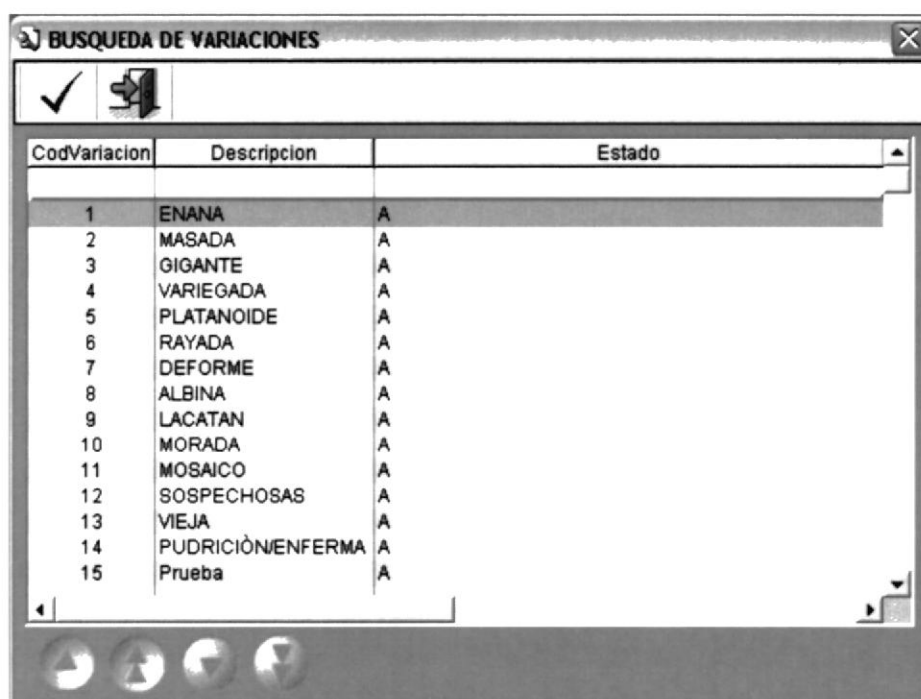 BUSQUEDA DE VARIACIONES
CodVariacion Descripcion Estado
1 ENANA A
2 MASADA A
3 GIGANTE A
4 VARIEGADA A
5 PLATANOIDE A
6 RAYADA A
7 DEFORME A
8 ALBINA A
9 LACATAN A
10 MORADA A
11 MOSAICO A
12 SOSPECHOSAS A
13 VIEJA A
14 PUDRICIÒN/ENFERMA A
15 Prueba A